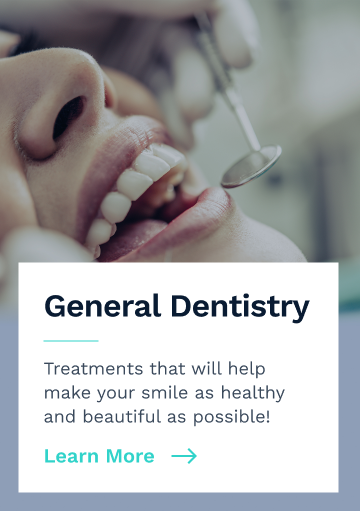 General Dentistry
Treatments that will help
make your smile as healthy
and beautiful as possible!
Learn More